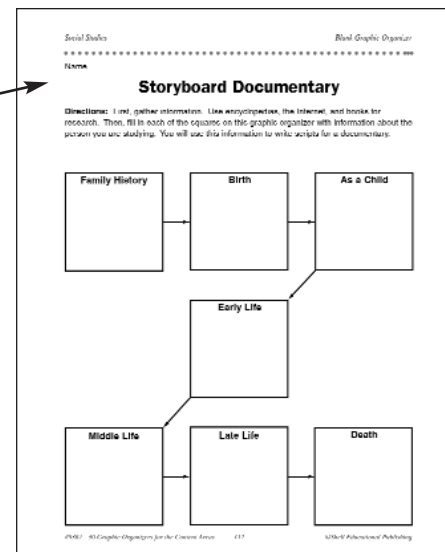 Social Studies
Blank Graphic Organizer
Name
Storyboard Documentary
Directions: First, gather information. Use encyclopedias, the Internet, and books for
research. Then, fill in each of the squares on this graphic organizer with information about the
person you are studying. You will use this information to write scripts for a documentary.
Family History
Birth
As a Child
Early Life
Middle Life
Late Life
Death
30 Graphic Organizers for the Content Areas
©Shell Educational Publishing